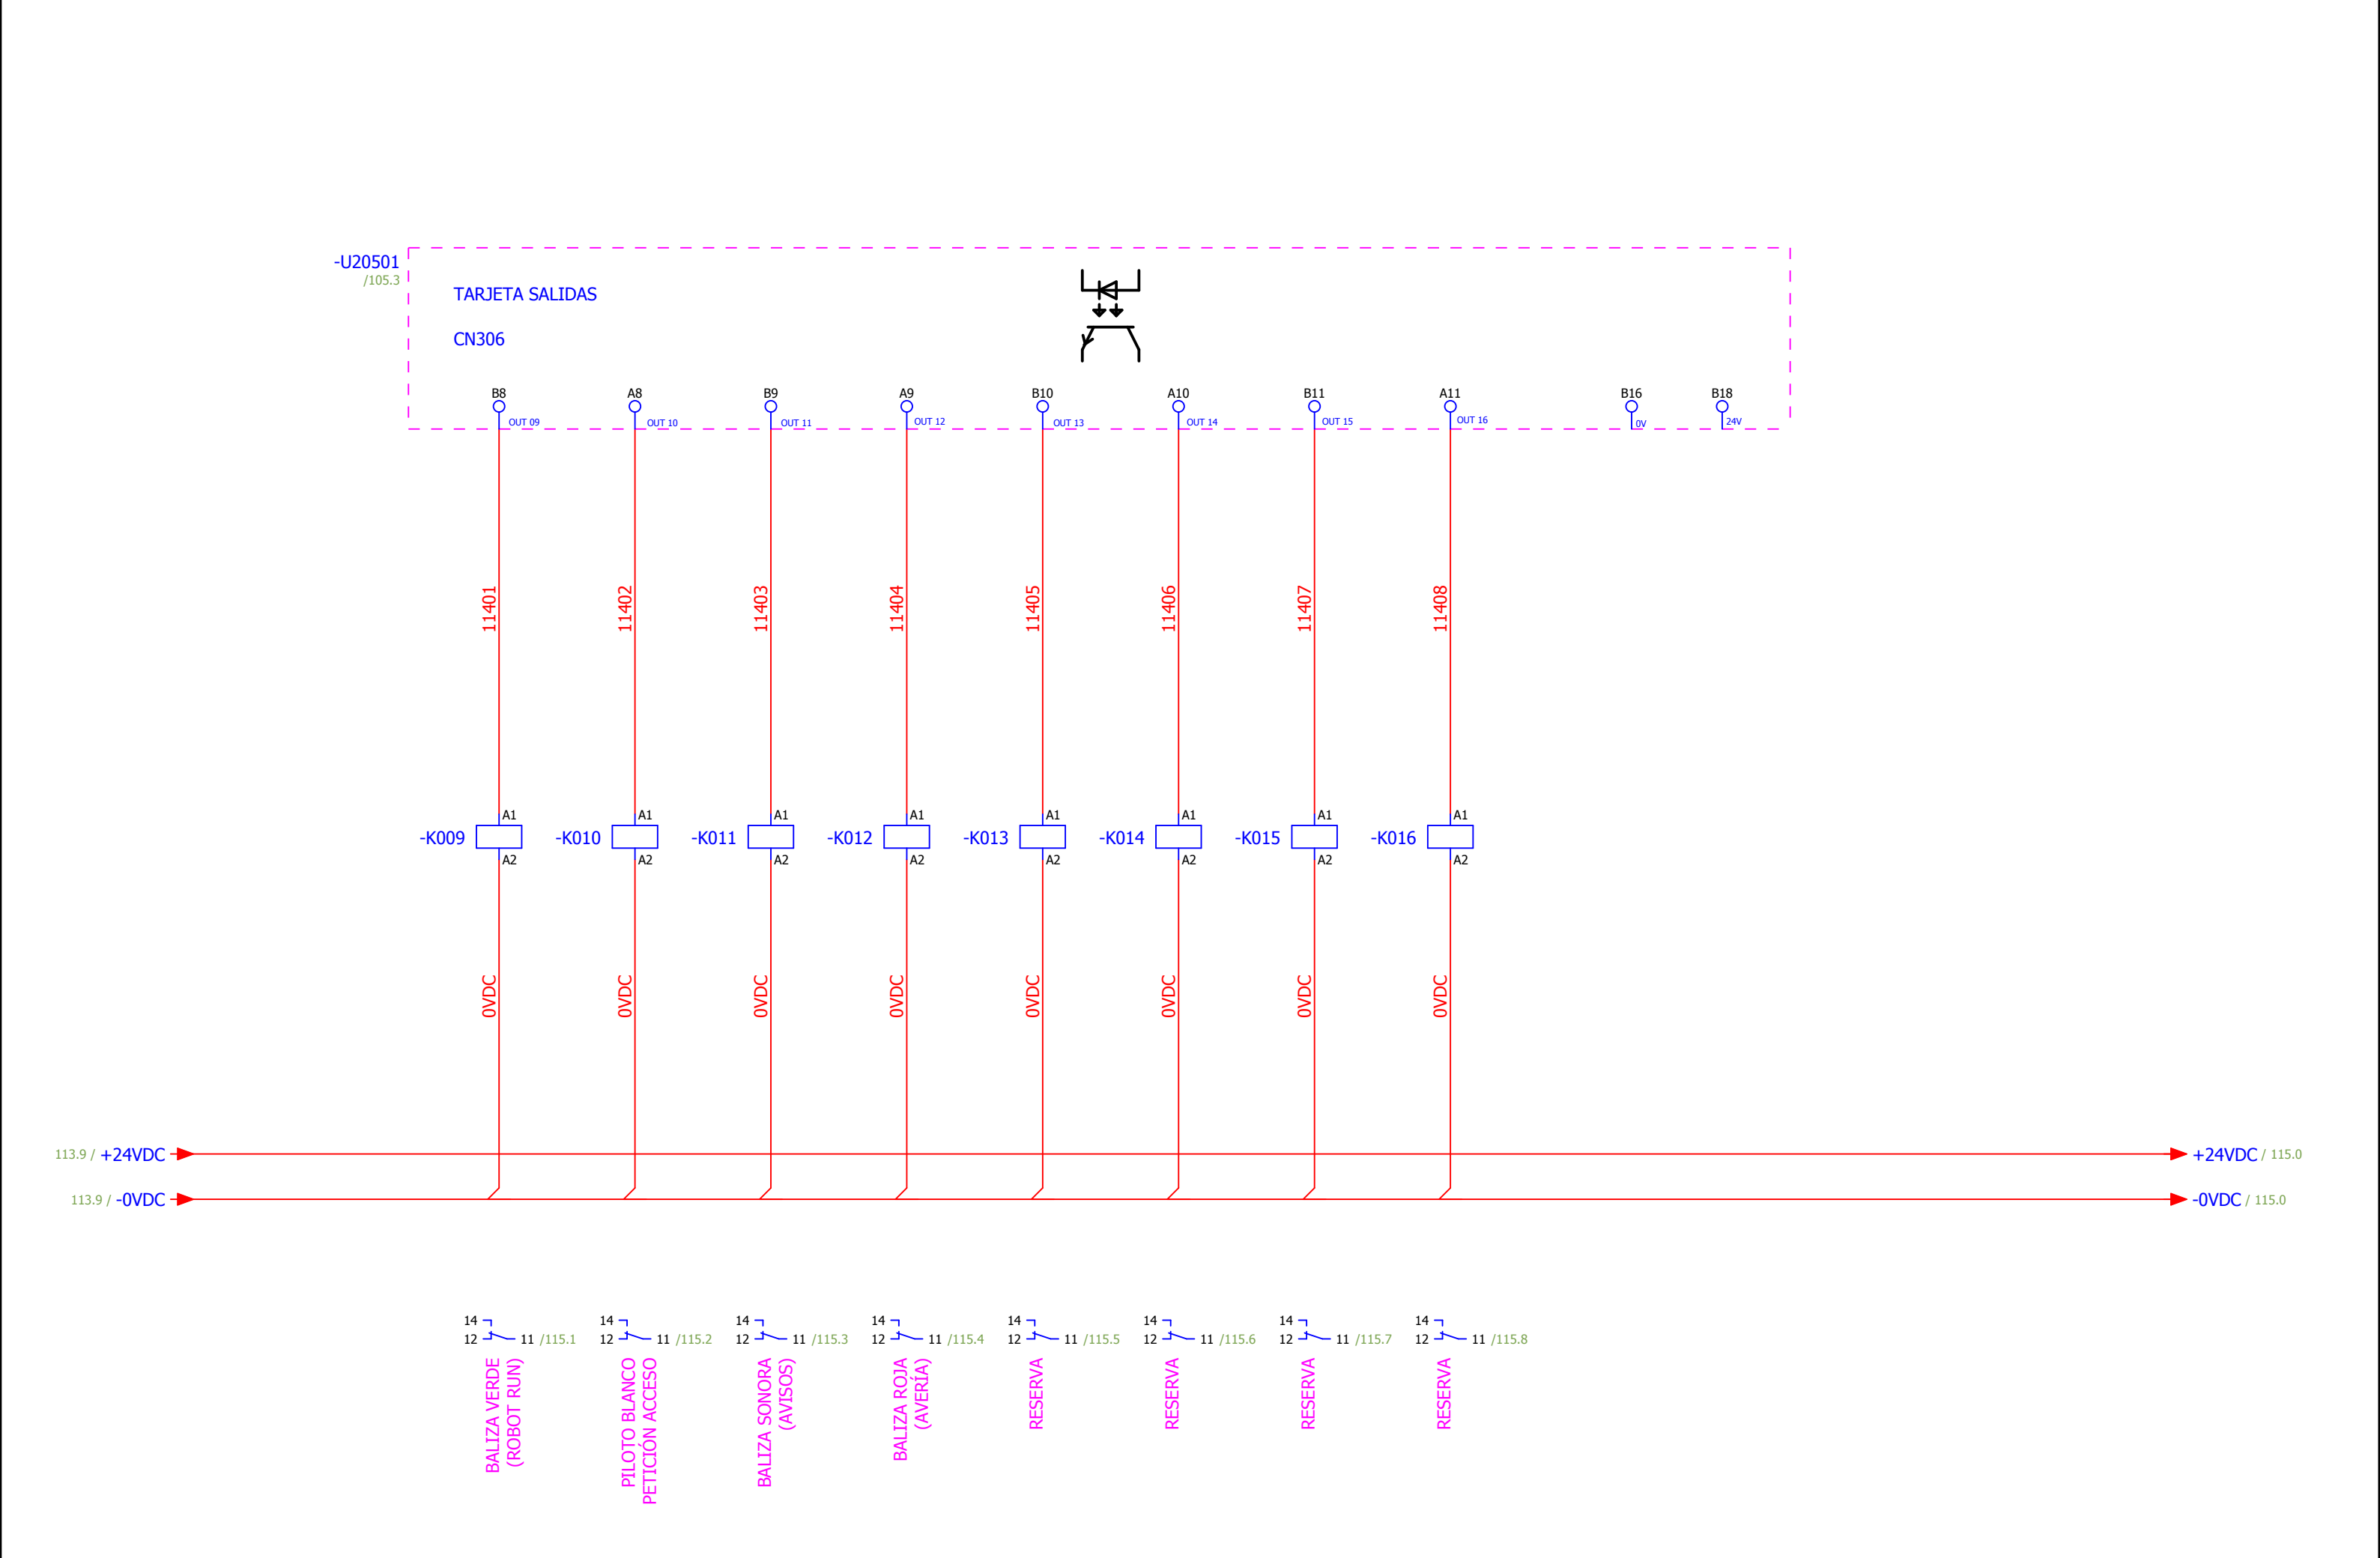 -U20501
/105.3
TARJETA SALIDAS
CN306
B8 A8 B9 A9 B10 A10 B11 A11 B16 B18
OUT 09 OUT 10 OUT 11 OUT 12 OUT 13 OUT 14 OUT 15 OUT 16 0V 24V
11401 11402 11403 11404 11405 11406 11407 11408
A1 A1 A1 A1 A1 A1 A1 A1
-K009 -K010 -K011 -K012 -K013 -K014 -K015 -K016
A2 A2 A2 A2 A2 A2 A2 A2
0VDC 0VDC 0VDC 0VDC 0VDC 0VDC 0VDC 0VDC
113.9 / +24VDC +24VDC / 115.0
113.9 / -0VDC -0VDC / 115.0
14 14 14 14 14 14 14 14
12 11 /115.1 12 11 /115.2 12 11 /115.3 12 11 /115.4 12 11 /115.5 12 11 /115.6 12 11 /115.7 12 11 /115.8
BALIZA VERDE
(ROBOT RUN)
PILOTO BLANCO
PETICIÓN ACCESO
BALIZA SONORA
(AVISOS)
BALIZA ROJA
(AVERÍA)
RESERVA
RESERVA
RESERVA
RESERVA